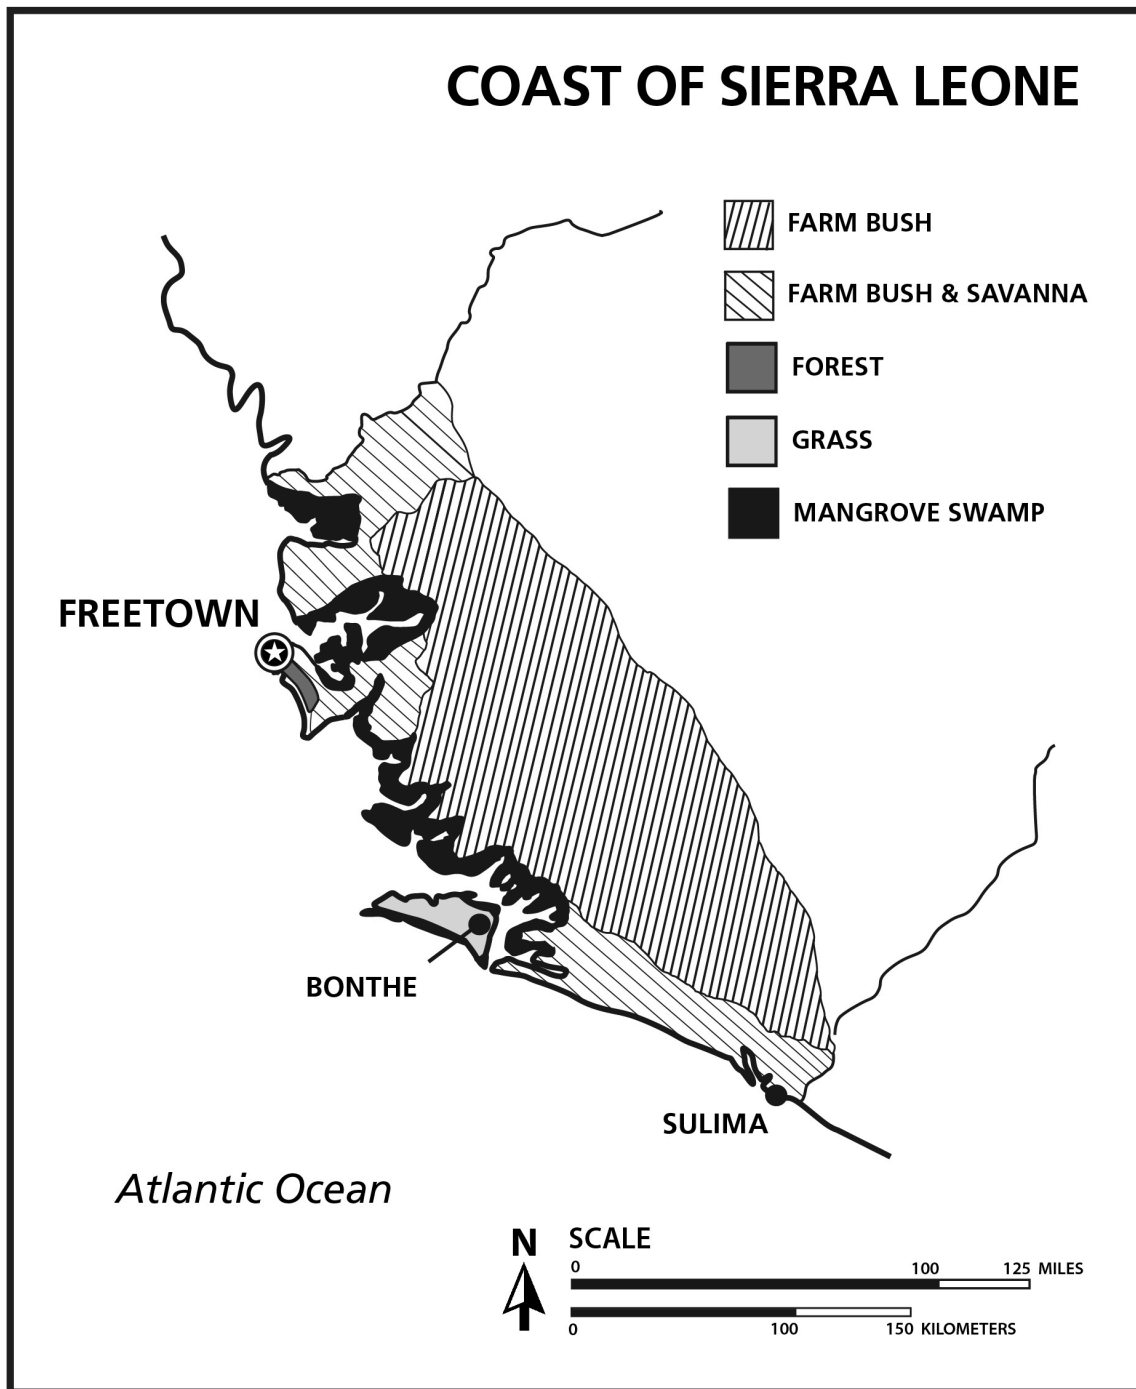 COAST OF SIERRA LEONE
FARM BUSH
FARM BUSH & SAVANNA
FOREST
GRASS
MANGROVE SWAMP
FREETOWN
BONTHE
SULIMA
Atlantic Ocean
N
SCALE
0 100 125 MILES
0 100 150 KILOMETERS